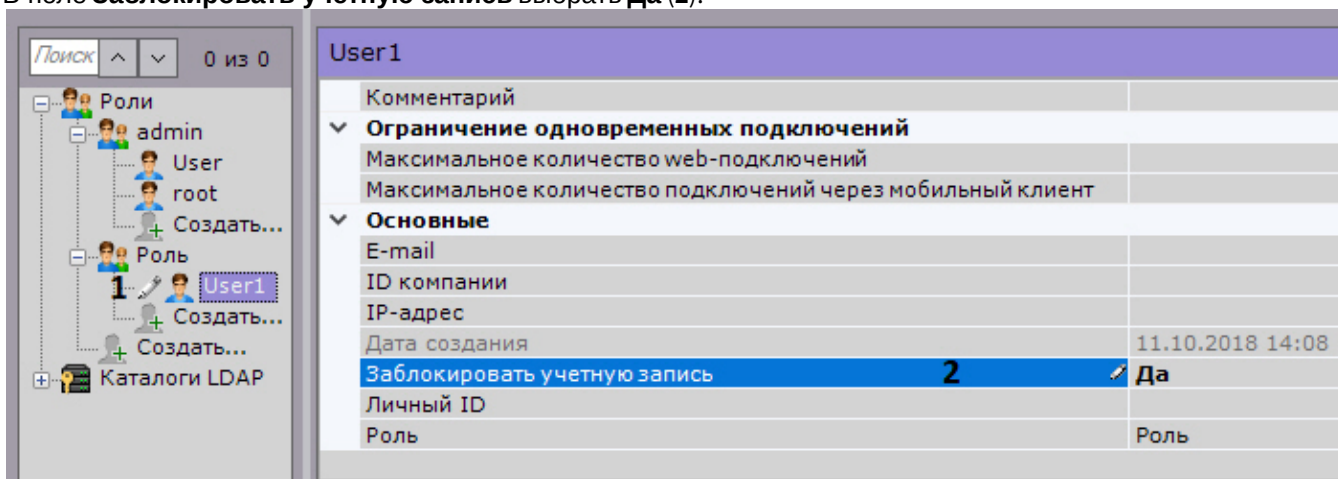 В поле Заблокировать учетную запись выбрать Да (2).
Поиск 0 из 0
Роли
admin
User
root
Создать...
Роль
1 User1
Создать...
Создать...
Каталоги LDAP
User1
Комментарий
Ограничение одновременных подключений
Максимальное количество web-подключений
Максимальное количество подключений через мобильный клиент
Основные
E-mail
ID компании
IP-адрес
Дата создания 11.10.2018 14:08
Заблокировать учетную запись 2 Да
Личный ID
Роль Роль